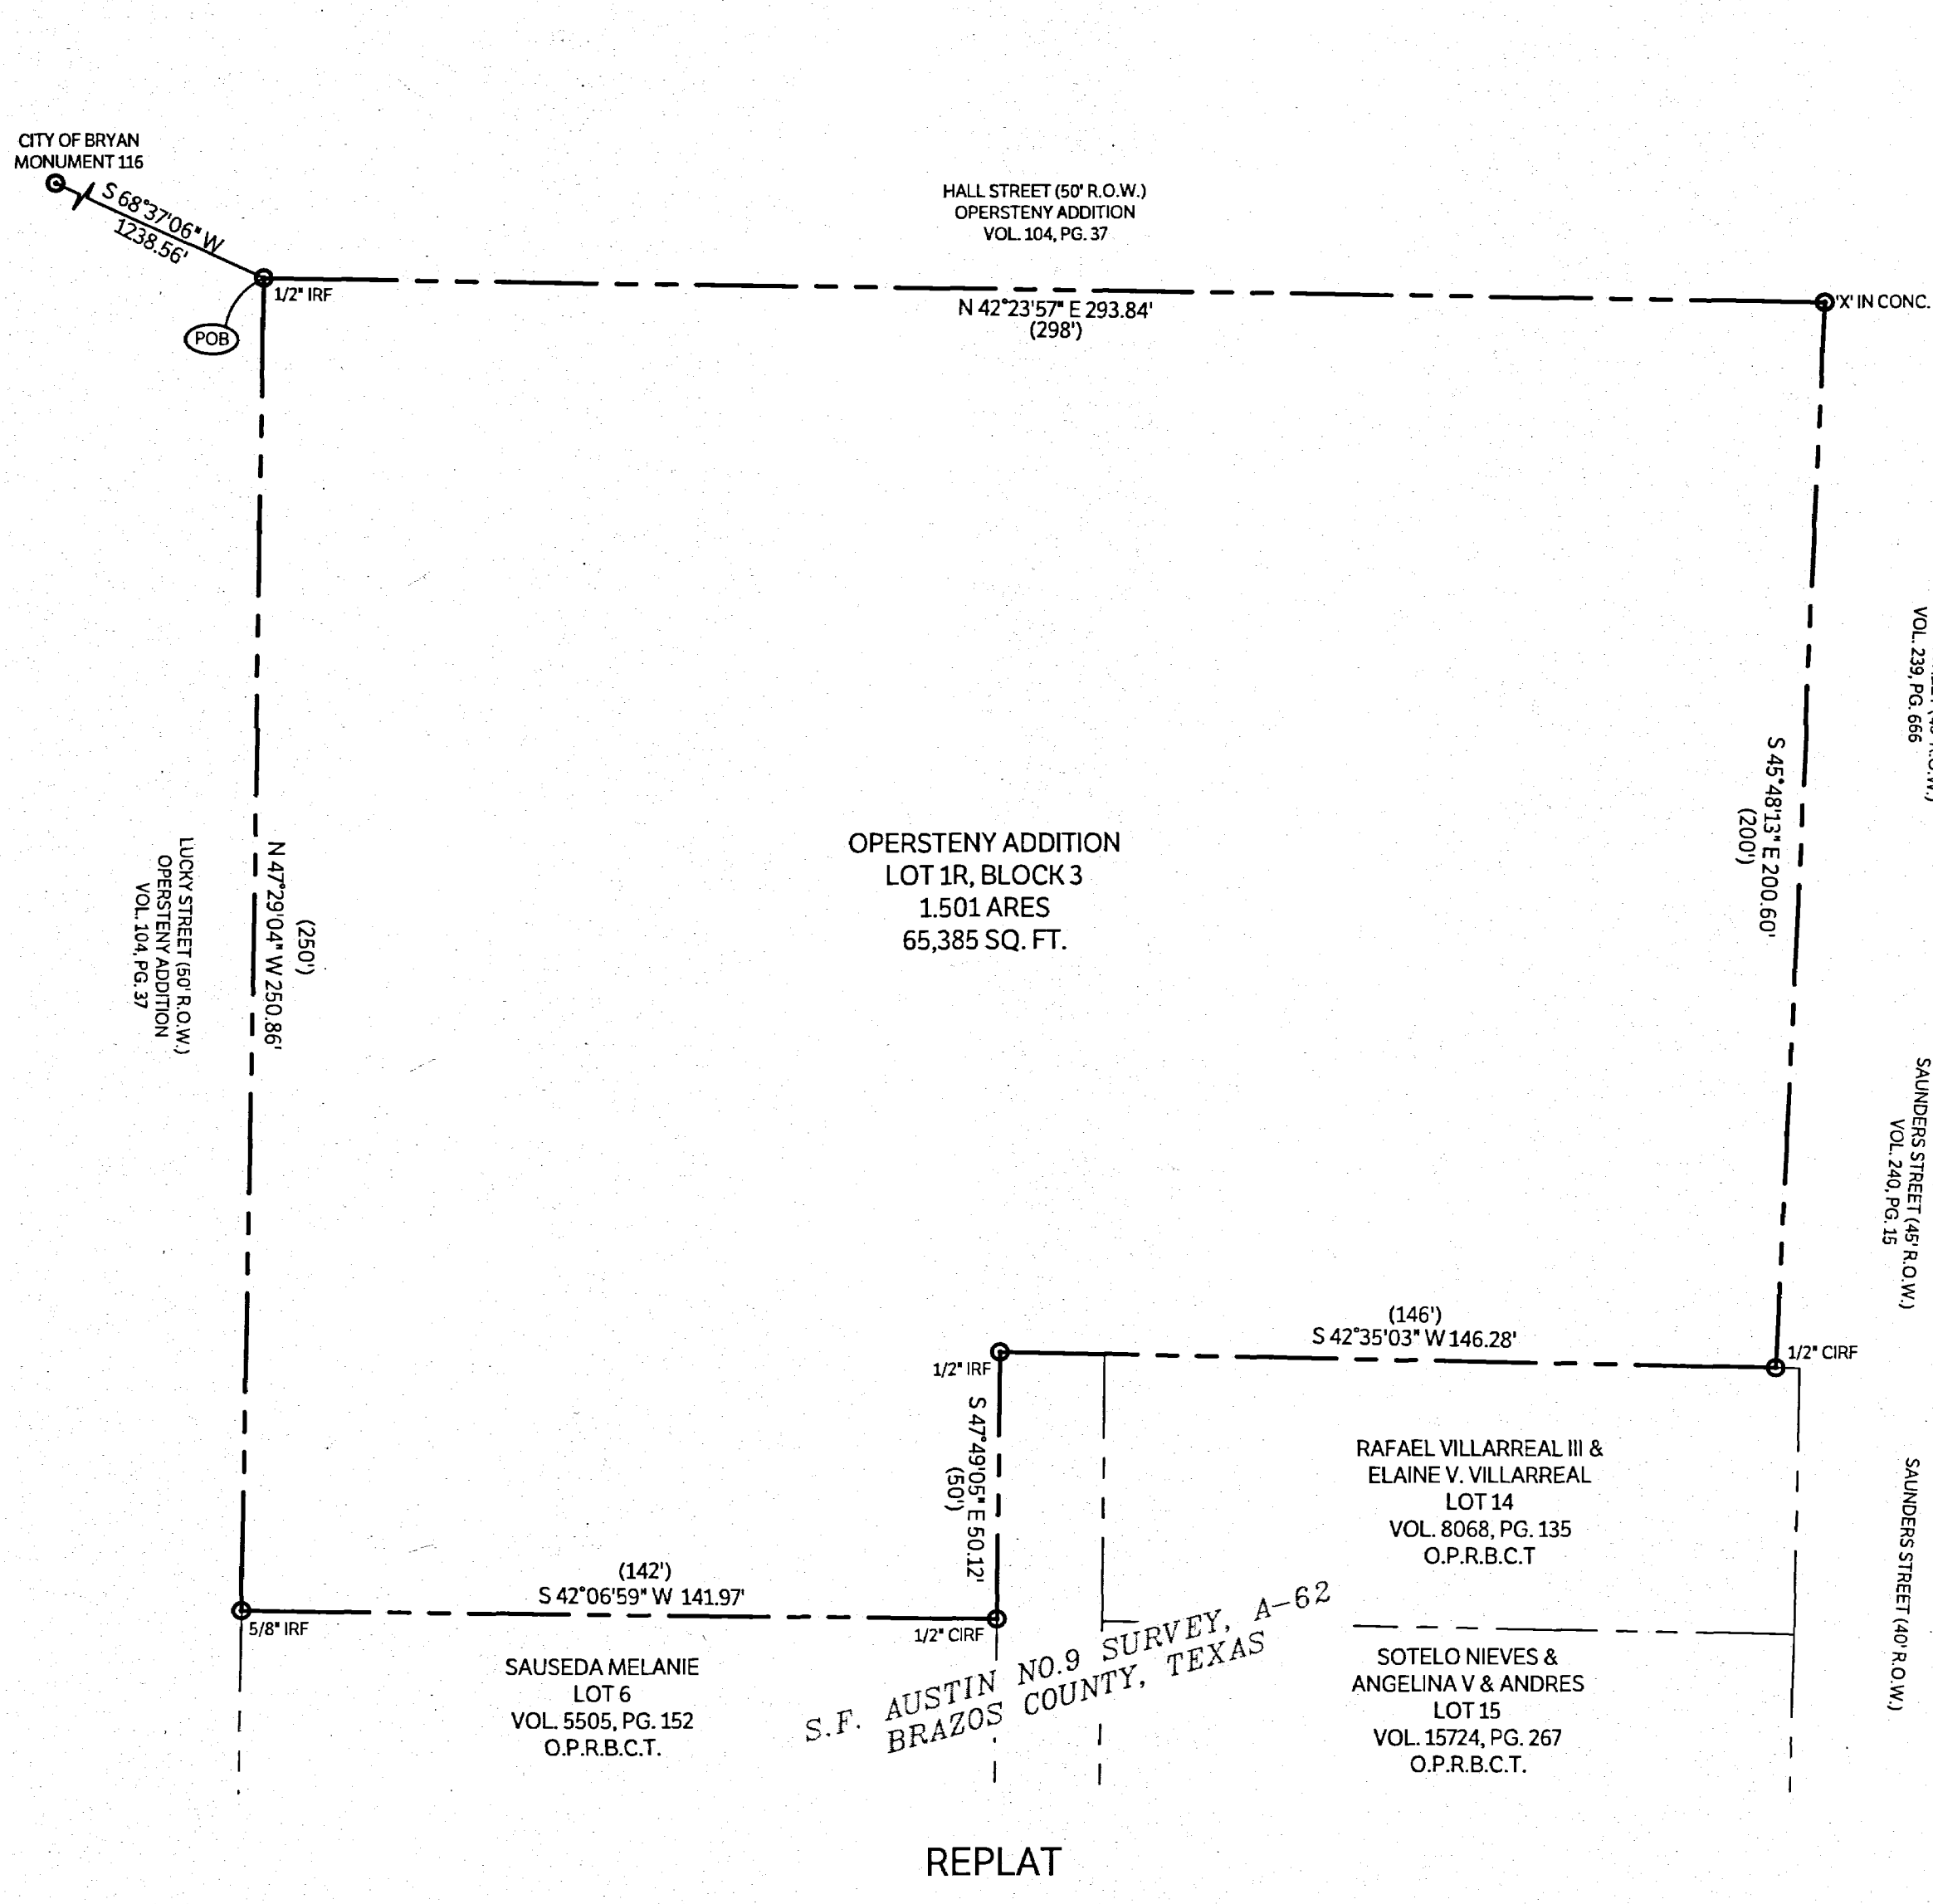 CITY OF BRYAN
MONUMENT 116
S 68°37'06" W
1238.56'
HALL STREET (50' R.O.W.)
OPERSTENY ADDITION
VOL. 104, PG. 37
1/2" IRF
POB
N 42°23'57" E 293.84'
(298')
'X' IN CONC.
R.O.W.)
VOL. 239, PG. 666
S 45°48'13" E 200.60'
(200')
OPERSTENY ADDITION
LOT 1R, BLOCK 3
1.501 ARES
65,385 SQ. FT.
(250')
N 47°29'04" W 250.86'
LUCKY STREET (50' R.O.W.)
OPERSTENY ADDITION
VOL. 104, PG. 37
SAUNDERS STREET (45' R.O.W.)
VOL. 240, PG. 15
(146')
S 42°35'03" W 146.28'
1/2" IRF
1/2" CIRF
S 47°49'05" E 50.12'
(50')
RAFAEL VILLARREAL III &
ELAINE V. VILLARREAL
LOT 14
VOL. 8068, PG. 135
O.P.R.B.C.T
SAUNDERS STREET (40' R.O.W.)
(142')
S 42°06'59" W 141.97'
5/8" IRF
1/2" CIRF
SAUSEDA MELANIE
LOT 6
VOL. 5505, PG. 152
O.P.R.B.C.T.
S.F. AUSTIN NO.9 SURVEY, A-62
BRAZOS COUNTY, TEXAS
SOTELO NIEVES &
ANGELINA V & ANDRES
LOT 15
VOL. 15724, PG. 267
O.P.R.B.C.T.
REPLAT